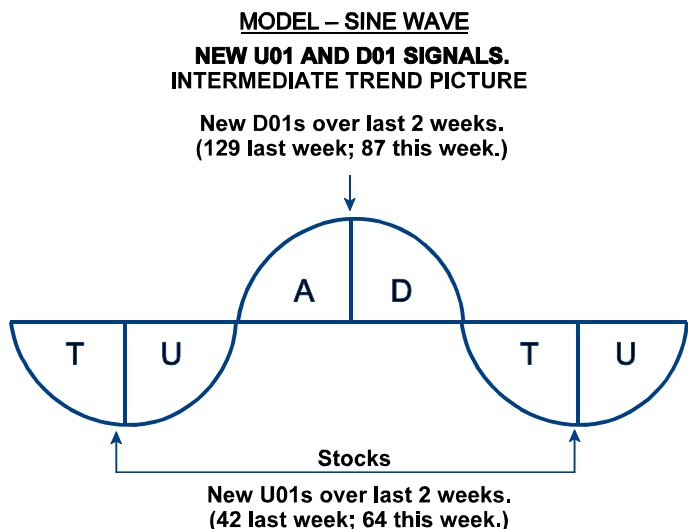 MODEL – SINE WAVE
NEW U01 AND D01 SIGNALS.
INTERMEDIATE TREND PICTURE
New D01s over last 2 weeks.
(129 last week; 87 this week.)
A D
T U T U
Stocks
New U01s over last 2 weeks.
(42 last week; 64 this week.)